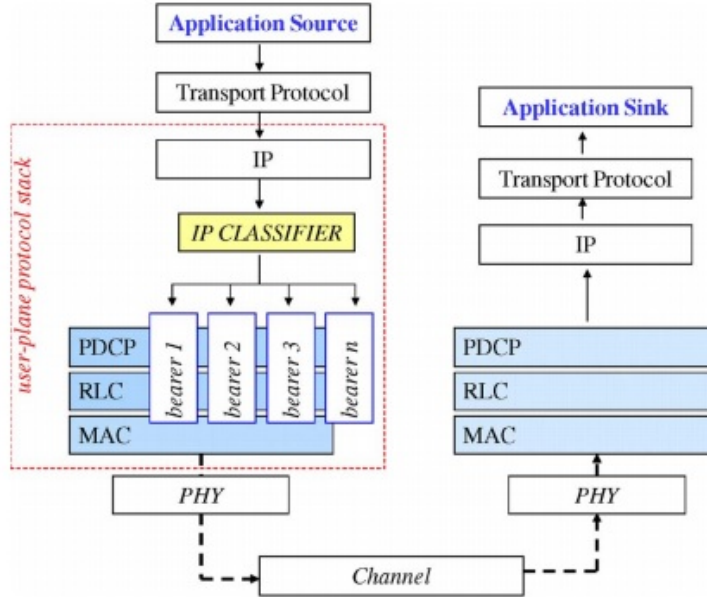 Application Source
Transport Protocol
IP
IP CLASSIFIER
user-plane protocol stack
PDCP
RLC
MAC
bearer 1
bearer 2
bearer 3
bearer n
PHY
Channel
Application Sink
Transport Protocol
IP
PDCP
RLC
MAC
PHY